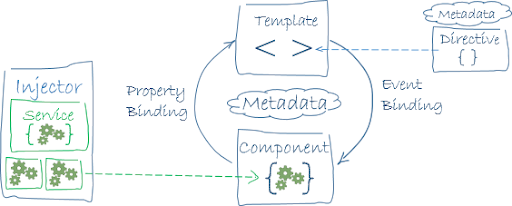 Template
< >
Metadata
Directive
{ }
Injector
Service
{ }
Property
Binding
Metadata
Event
Binding
Component
{ }